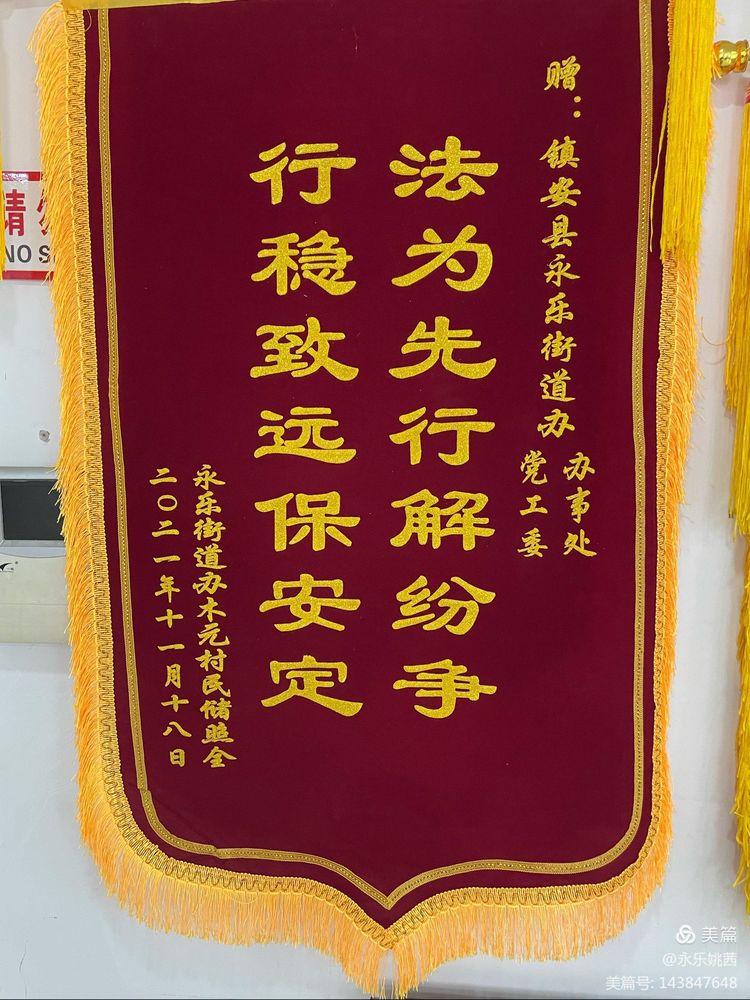 赠：镇安县永乐街道办
党工委
办事处
法为先行解纷争
行稳致远保安定
永乐街道办木元村民储照全
二〇二一年十一月十八日
请
NO S
美篇
@永乐姚茜
美篇号: 143847648